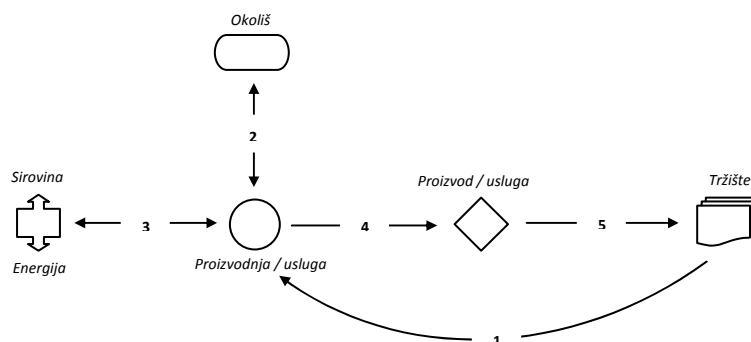 Okoliš
2
Sirovina
Proizvod / usluga
Tržište
3
4
5
Energija
Proizvodnja / usluga
1